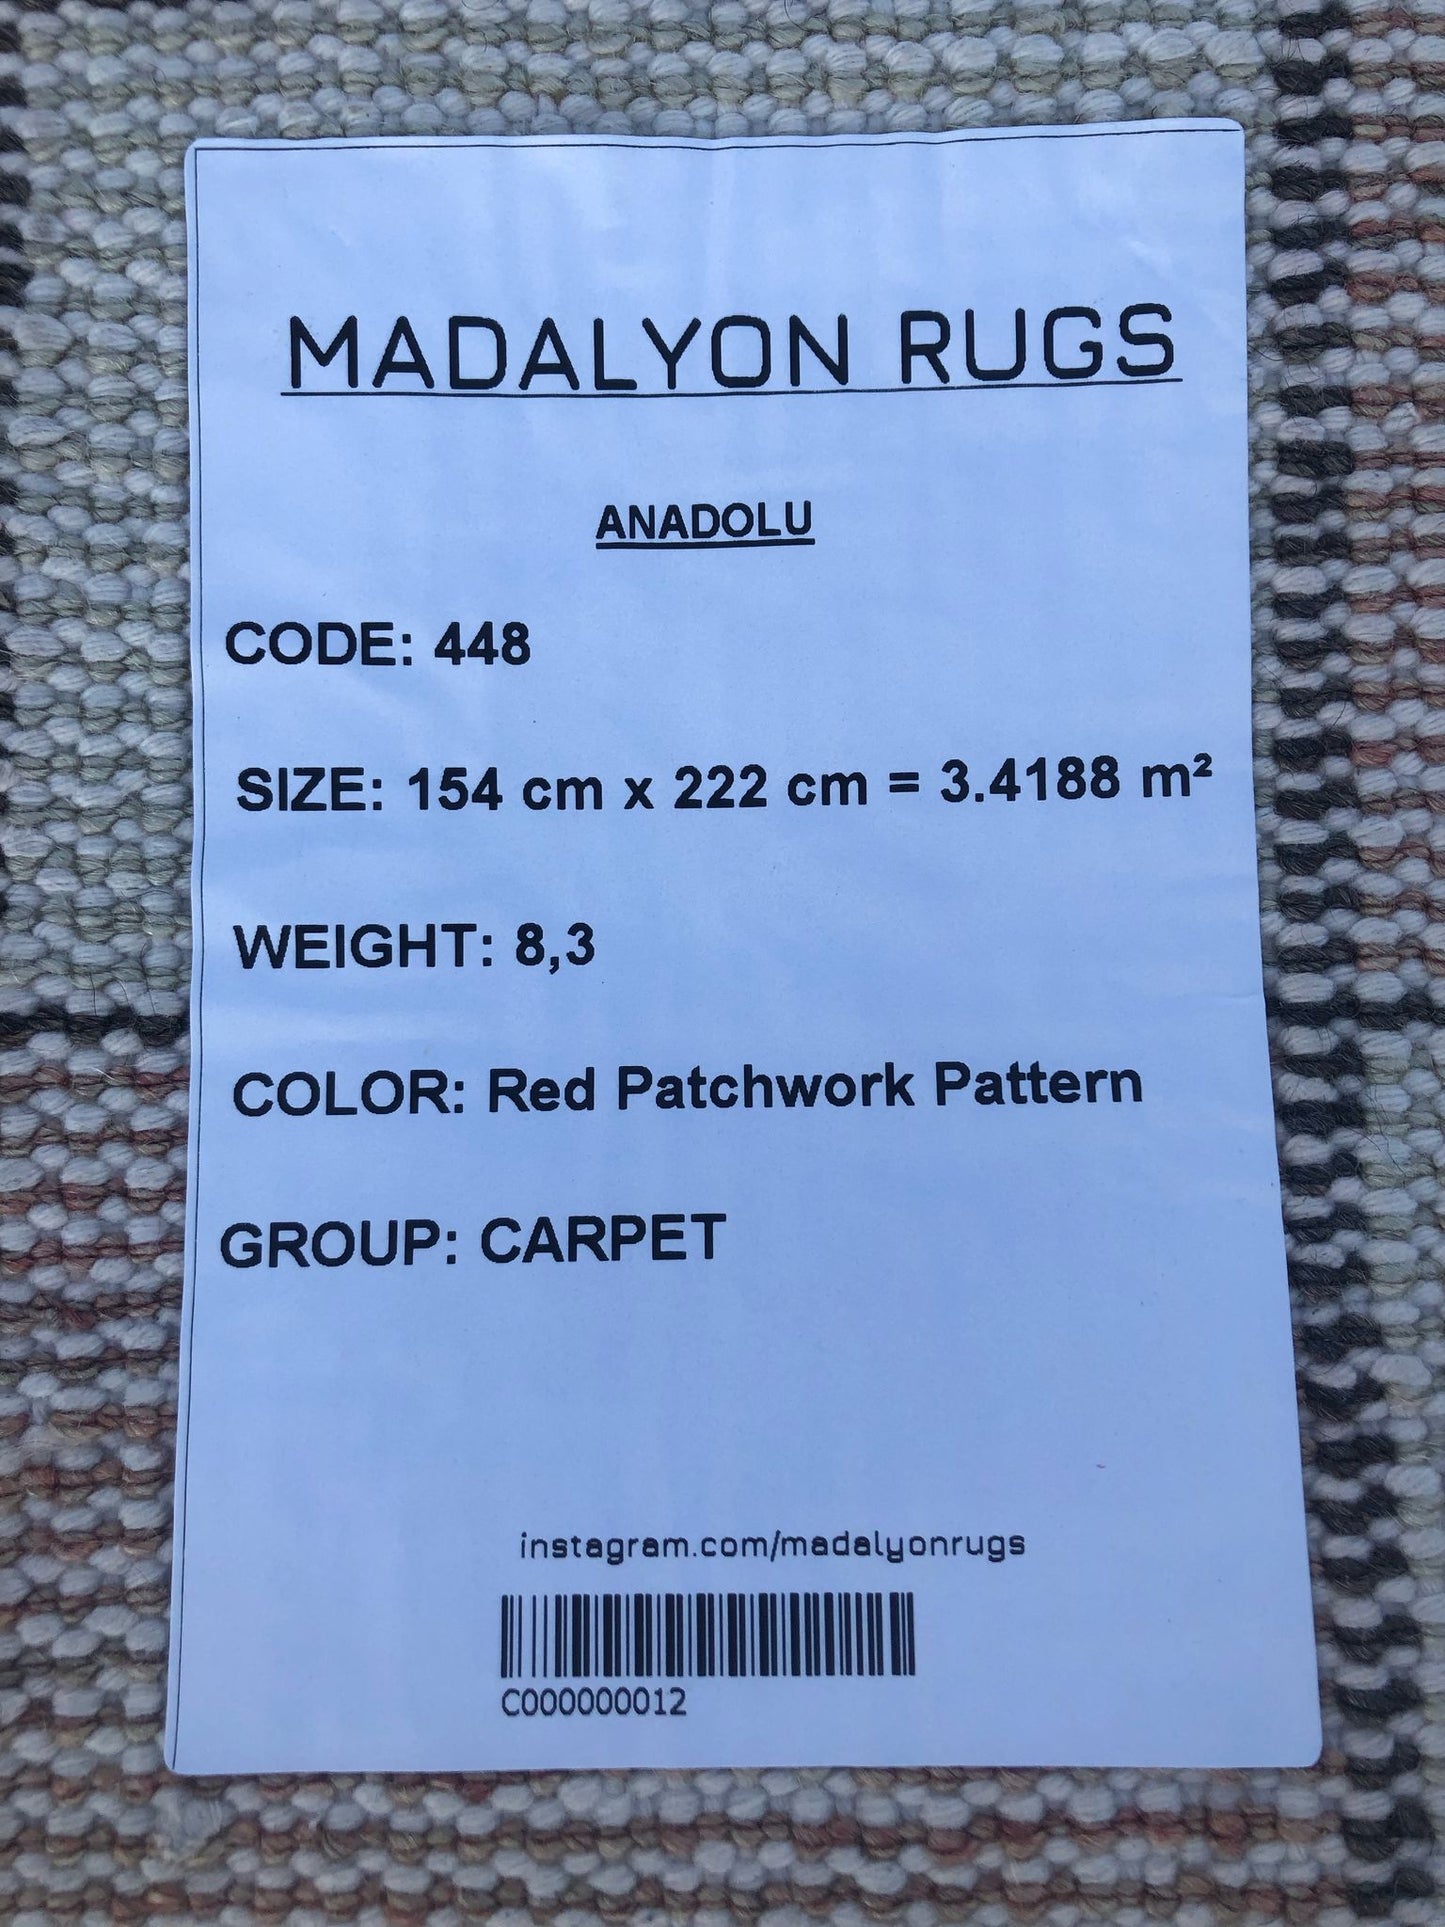 MADALYON RUGS
ANADOLU
CODE: 448
SIZE: 154 cm x 222 cm = 3.4188 m²
WEIGHT: 8,3
COLOR: Red Patchwork Pattern
GROUP: CARPET
instagram.com/madalyonrugs
C000000012